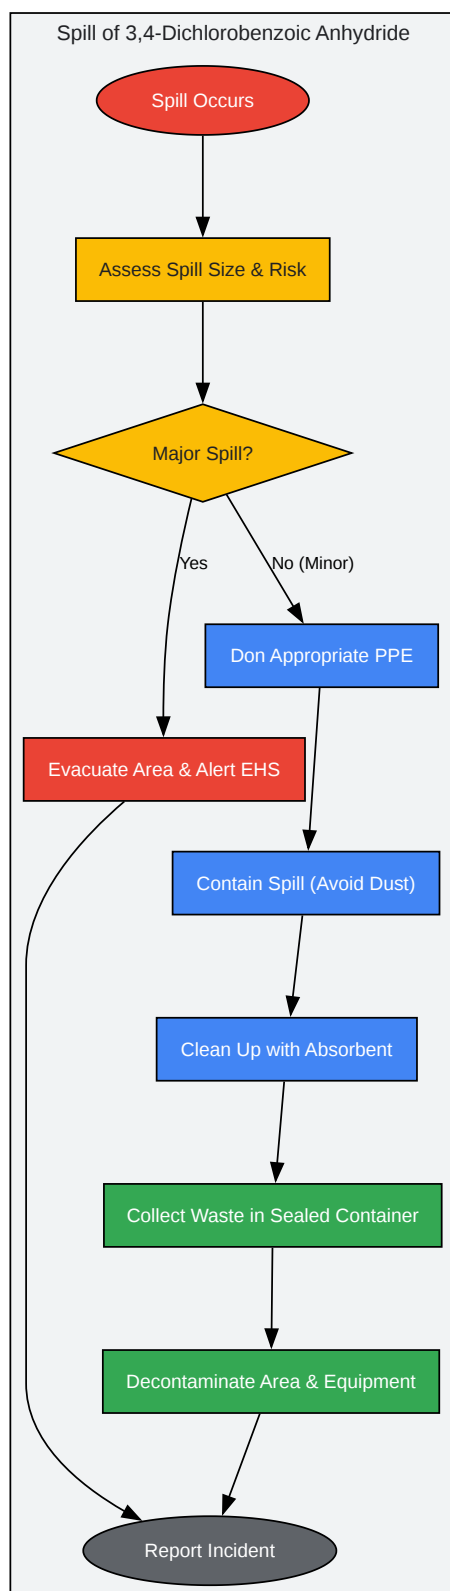 Spill of 3,4-Dichlorobenzoic Anhydride
Spill Occurs
Assess Spill Size & Risk
Major Spill?
Yes
No (Minor)
Don Appropriate PPE
Evacuate Area & Alert EHS
Contain Spill (Avoid Dust)
Clean Up with Absorbent
Collect Waste in Sealed Container
Decontaminate Area & Equipment
Report Incident